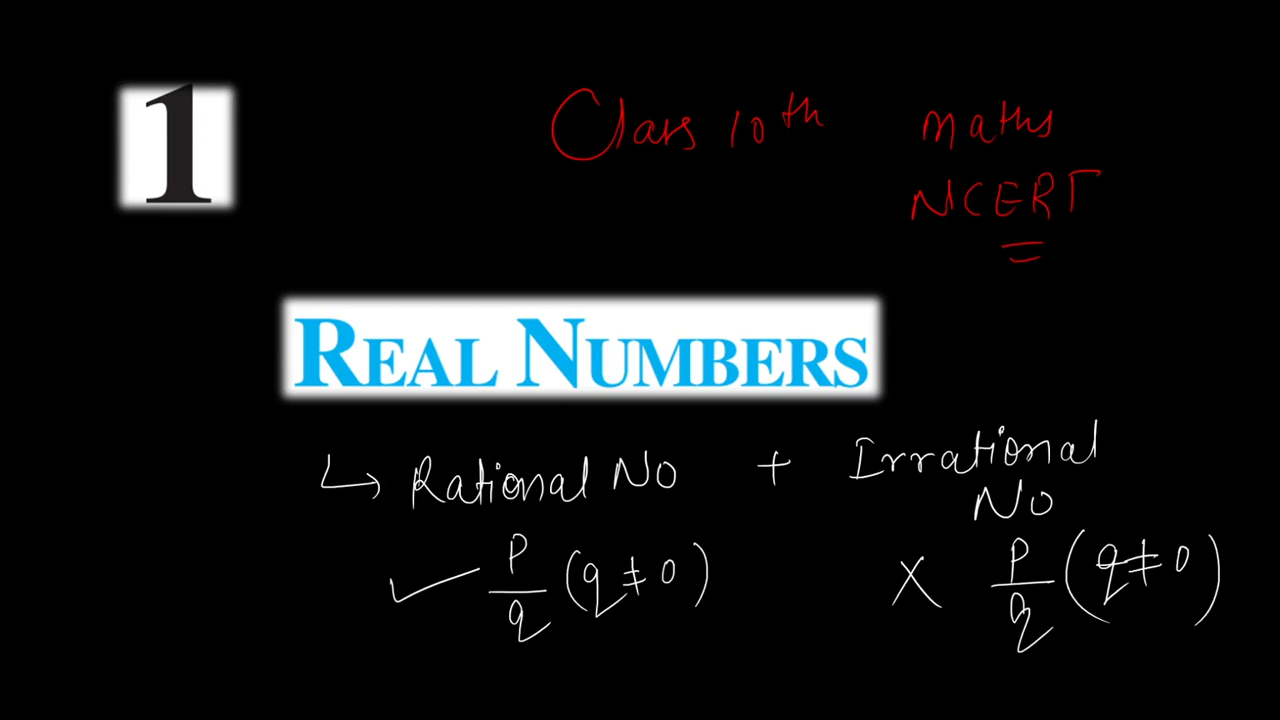 1
Class 10th maths
NCERT
REAL NUMBERS
↳ Rational No + Irrational
No
✓ P/q (q ≠ 0) X P/q (q ≠ 0)